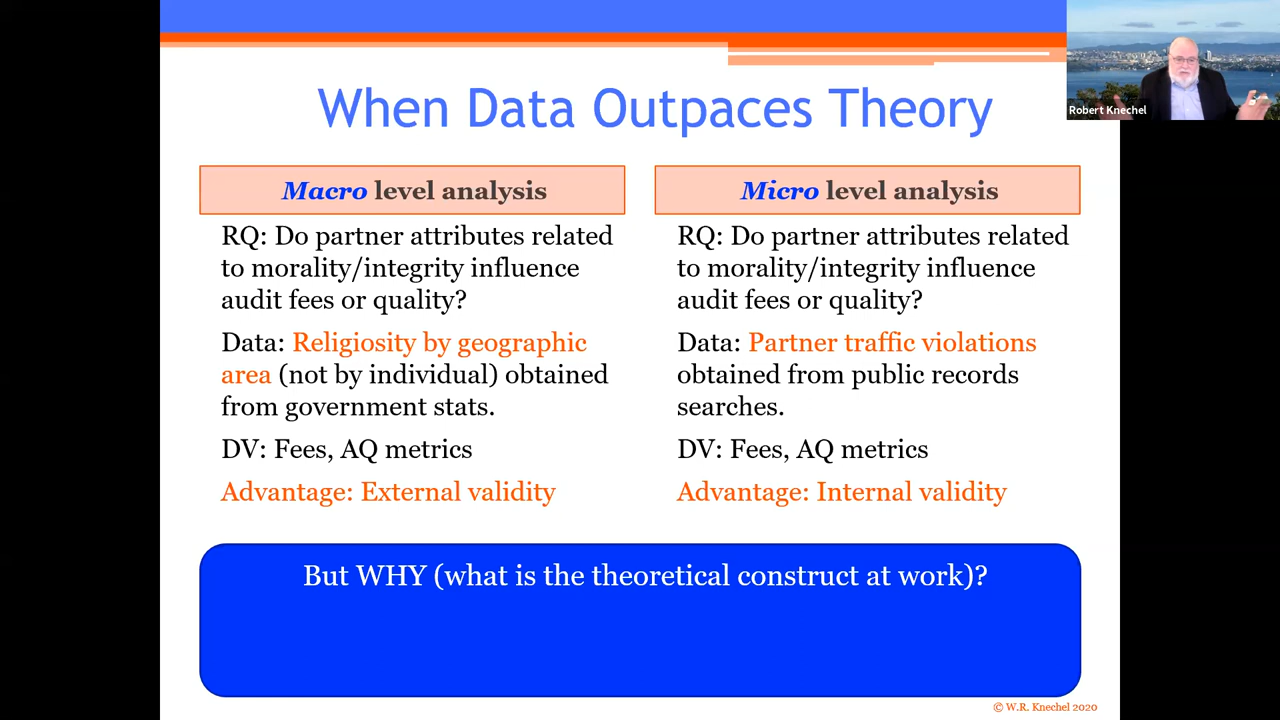 When Data Outpaces Theory
Robert Knechel
Macro level analysis
RQ: Do partner attributes related
to morality/integrity influence
audit fees or quality?
Data: Religiosity by geographic
area (not by individual) obtained
from government stats.
DV: Fees, AQ metrics
Advantage: External validity
Micro level analysis
RQ: Do partner attributes related
to morality/integrity influence
audit fees or quality?
Data: Partner traffic violations
obtained from public records
searches.
DV: Fees, AQ metrics
Advantage: Internal validity
But WHY (what is the theoretical construct at work)?
© W.R. Knechel 2020